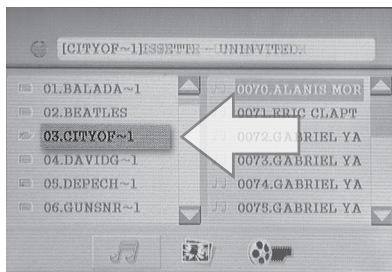 [CITYOF~1]ISSETTE - UNINVITED.
01.BALADA~1
02.BEATLES
03.CITYOF~1
04.DAVIDG~1
05.DEPECH~1
06.GUNSNR~1
0070.ALANIS MOR
0071.ERIC CLAPT
0072.GABRIEL YA
0073.GABRIEL YA
0074.GABRIEL YA
0075.GABRIEL YA